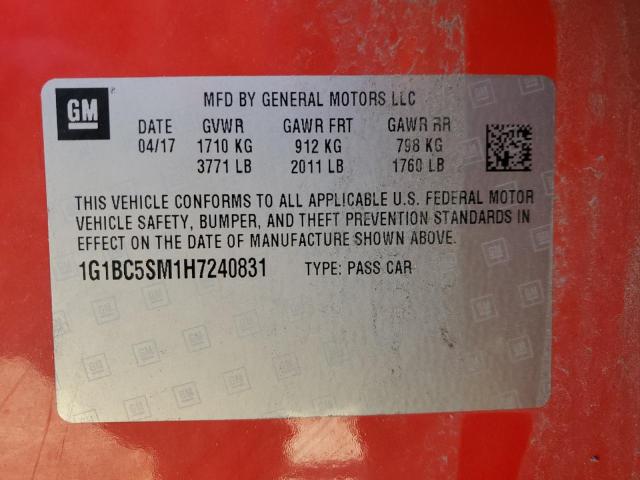 GM
MFD BY GENERAL MOTORS LLC
DATE GVWR GAWR FRT GAWR RR
04/17 1710 KG 912 KG 798 KG
3771 LB 2011 LB 1760 LB
THIS VEHICLE CONFORMS TO ALL APPLICABLE U.S. FEDERAL MOTOR
VEHICLE SAFETY, BUMPER, AND THEFT PREVENTION STANDARDS IN
EFFECT ON THE DATE OF MANUFACTURE SHOWN ABOVE.
1G1BC5SM1H7240831 TYPE: PASS CAR